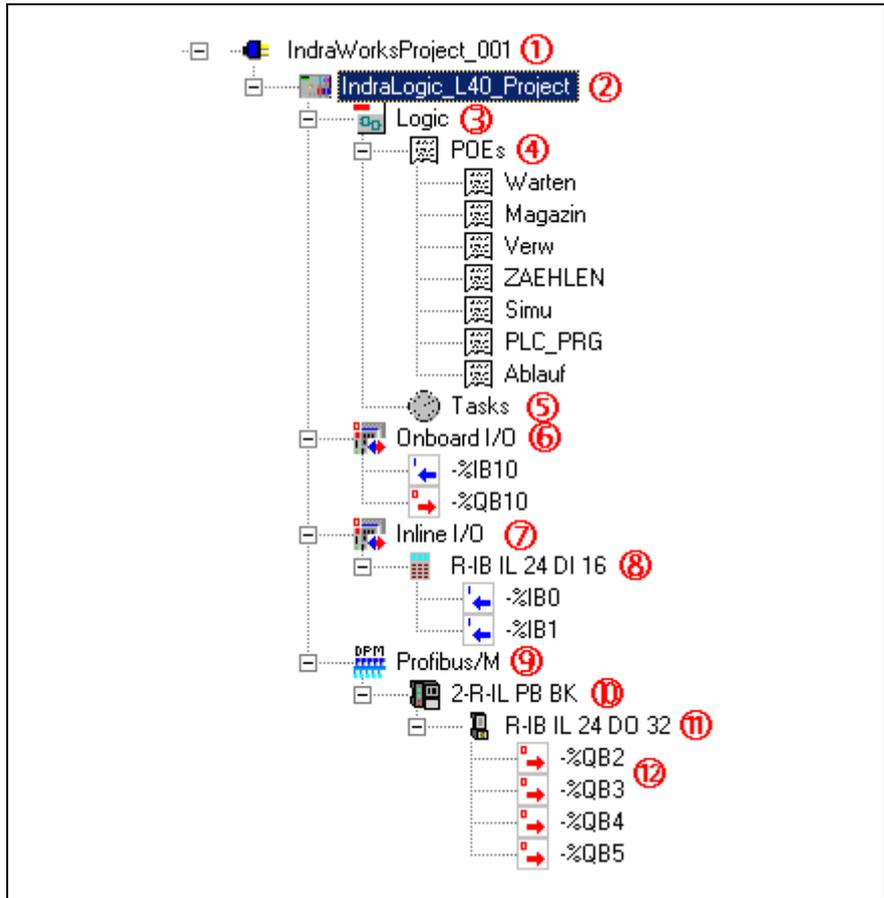 IndraWorksProject_001 ①
IndraLogic_L40_Project ②
Logic ③
POEs ④
Warten
Magazin
Verw
ZAEHLEN
Simu
PLC_PRG
Ablauf
Tasks ⑤
Onboard I/O ⑥
-%IB10
-%QB10
Inline I/O ⑦
R-IB IL 24 DI 16 ⑧
-%IB0
-%IB1
DPM Profibus/M ⑨
2-R-IL PB BK ⑩
R-IB IL 24 DO 32 ⑪
-%QB2
⑫
-%QB3
-%QB4
-%QB5